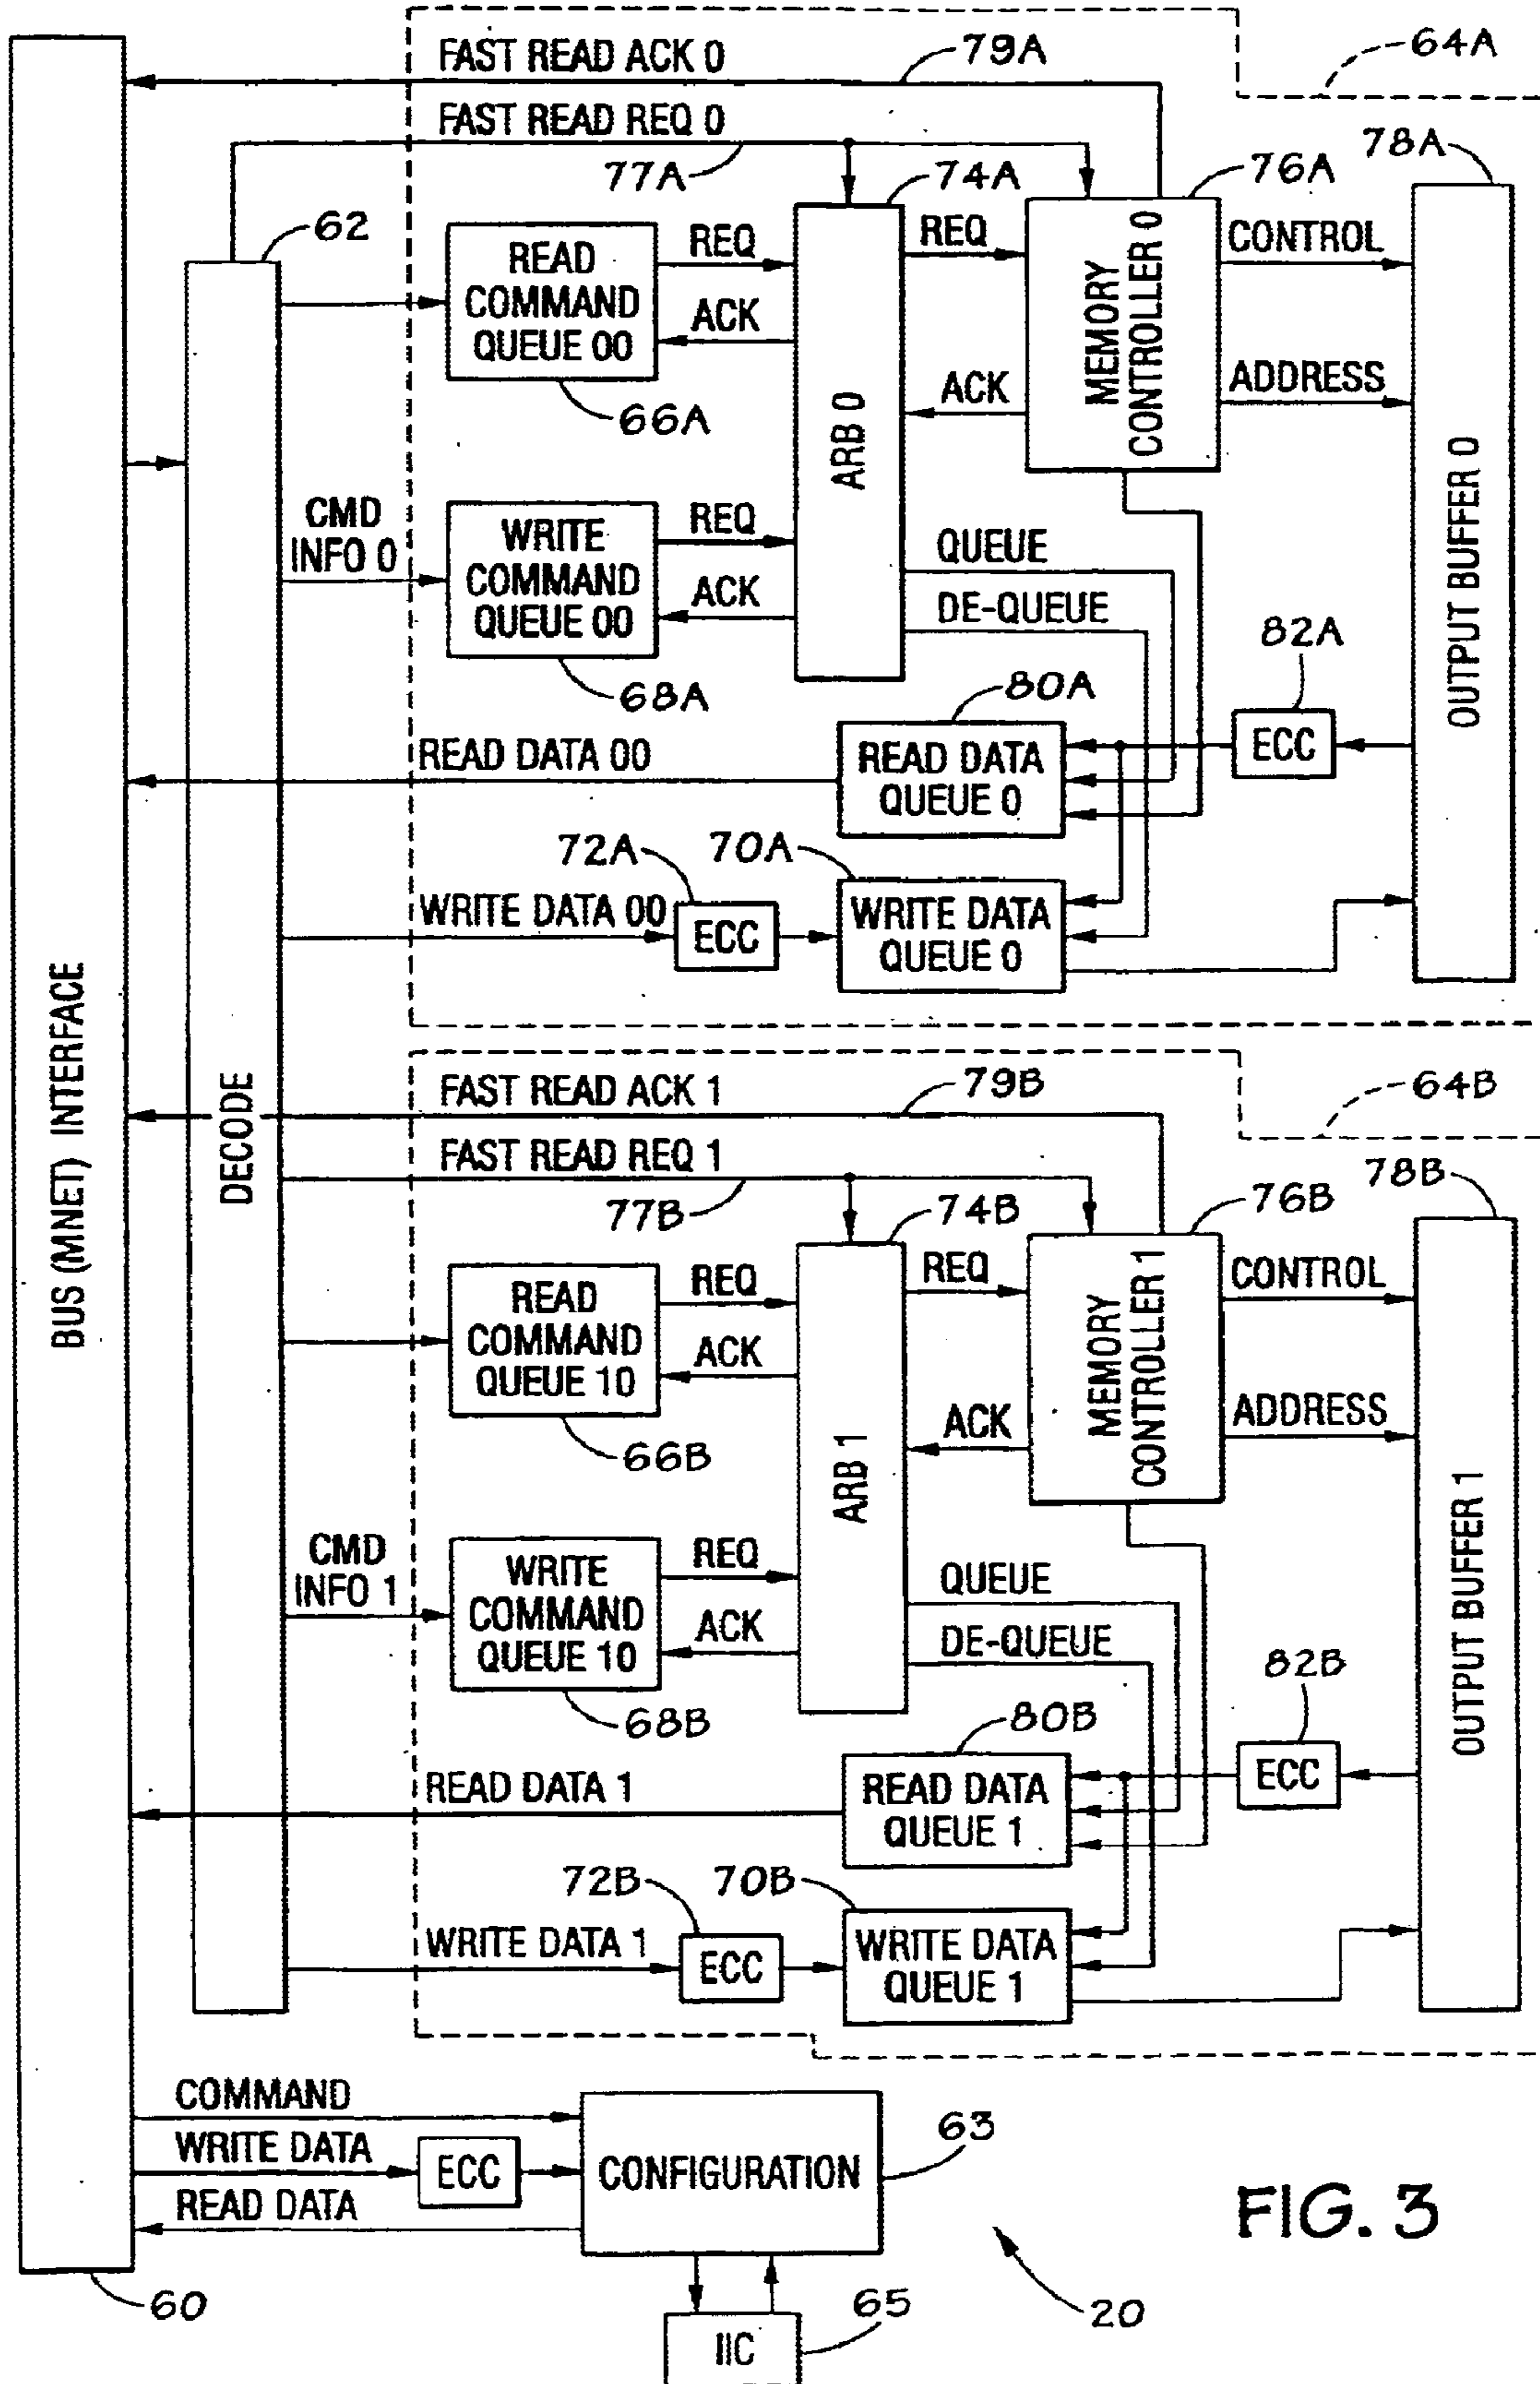 FAST READ ACK 0
79A
64A
FAST READ REQ 0
77A
74A
76A
78A
62
READ
COMMAND
QUEUE 00
REQ
ACK
66A
REQ
ACK
ARB 0
MEMORY
CONTROLLER 0
CONTROL
ADDRESS
OUTPUT BUFFER 0
CMD
INFO 0
WRITE
COMMAND
QUEUE 00
REQ
ACK
68A
QUEUE
DE-QUEUE
82A
ECC
80A
READ DATA 00
READ DATA
QUEUE 0
72A
70A
WRITE DATA 00
ECC
WRITE DATA
QUEUE 0
BUS (MNET) INTERFACE
DECODE
FAST READ ACK 1
79B
64B
FAST READ REQ 1
77B
74B
76B
78B
READ
COMMAND
QUEUE 10
REQ
ACK
66B
REQ
ACK
ARB 1
MEMORY
CONTROLLER 1
CONTROL
ADDRESS
OUTPUT BUFFER 1
CMD
INFO 1
WRITE
COMMAND
QUEUE 10
REQ
ACK
68B
QUEUE
DE-QUEUE
82B
ECC
80B
READ DATA 1
READ DATA
QUEUE 1
72B
70B
WRITE DATA 1
ECC
WRITE DATA
QUEUE 1
COMMAND
WRITE DATA
ECC
READ DATA
CONFIGURATION
63
60
65
IIC
20
FIG. 3